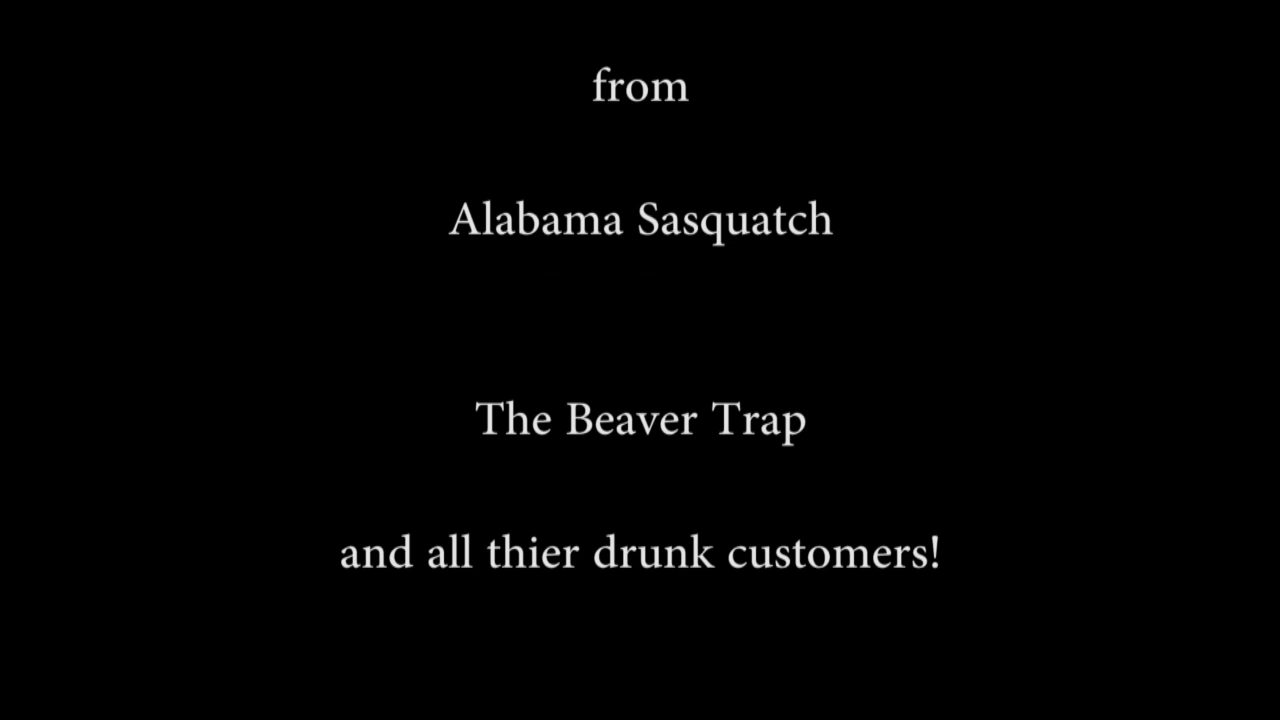 from
Alabama Sasquatch
The Beaver Trap
and all thier drunk customers!